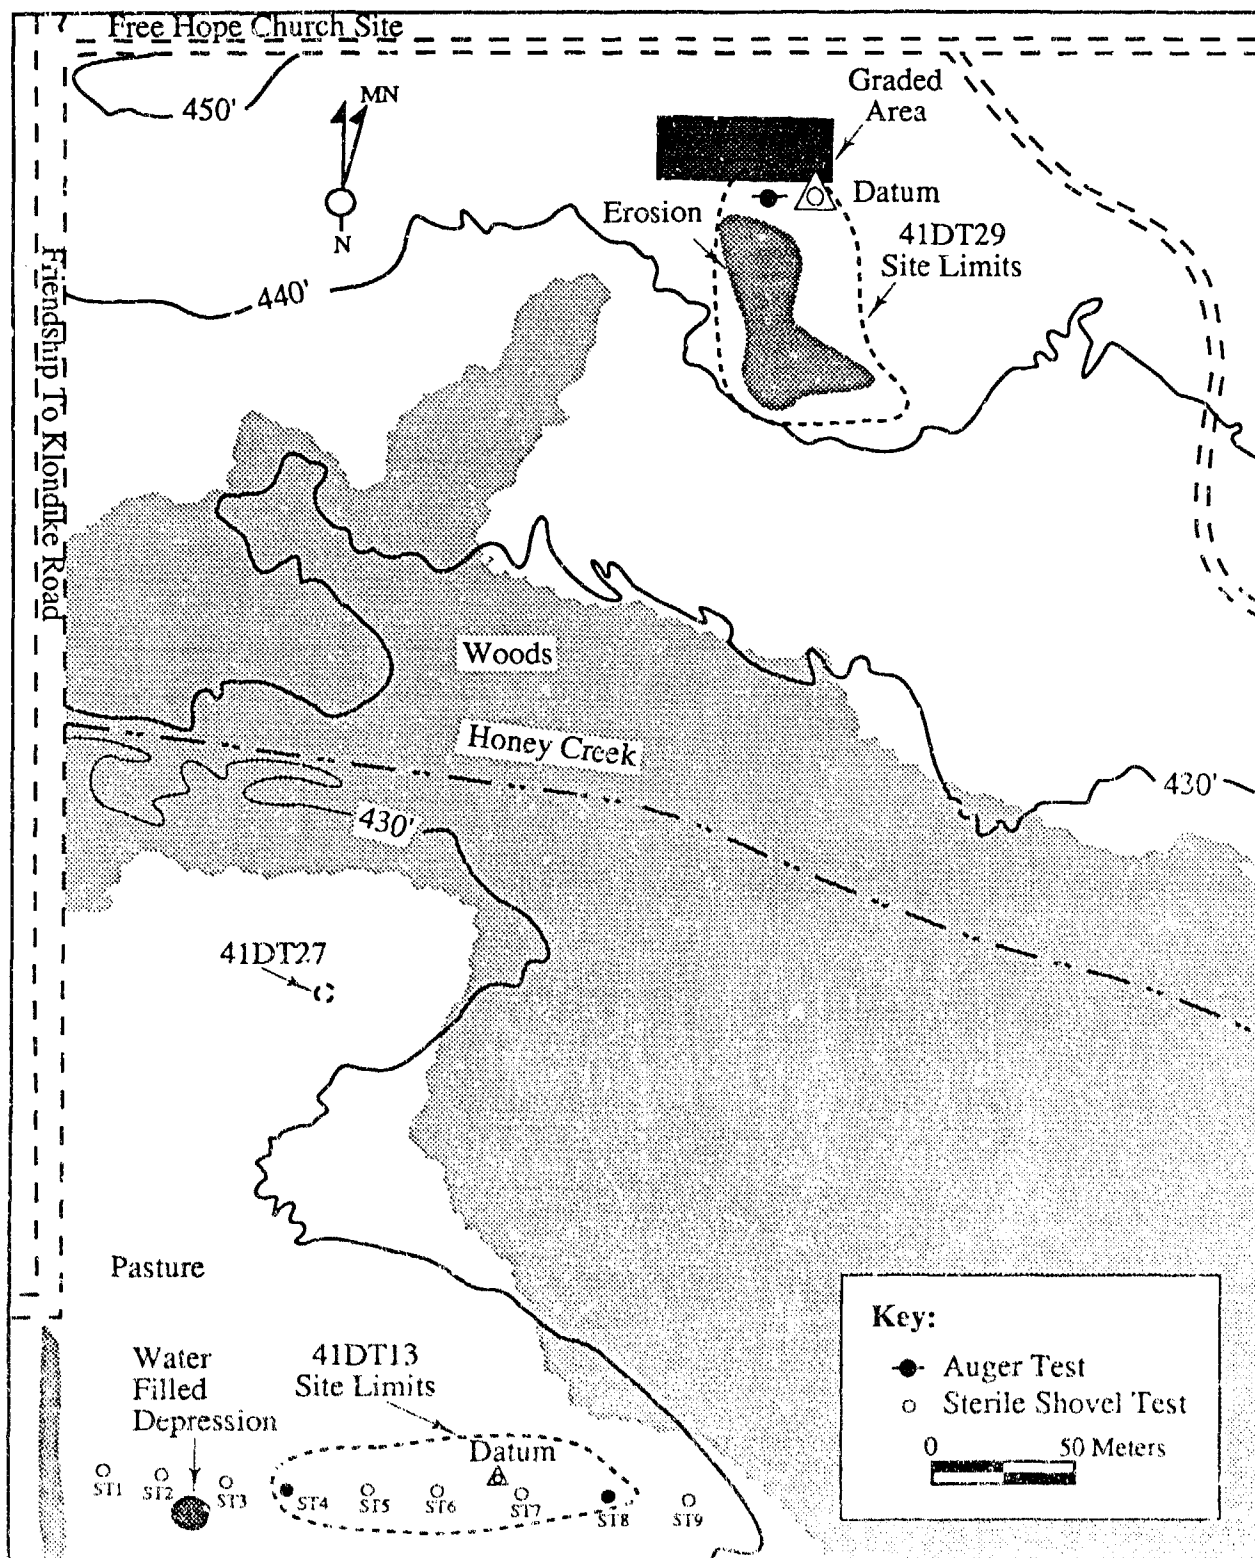 Free Hope Church Site
450'
MN
N
Graded
Area
Datum
Erosion
41DT29
Site Limits
440'
Friendship To Klondike Road
Woods
Honey Creek
430'
430'
41DT27
Pasture
Water
Filled
Depression
41DT13
Site Limits
Datum
ST1
ST2
ST3
ST4
ST5
ST6
ST7
ST8
ST9
Key:
Auger Test
Sterile Shovel Test
0 50 Meters